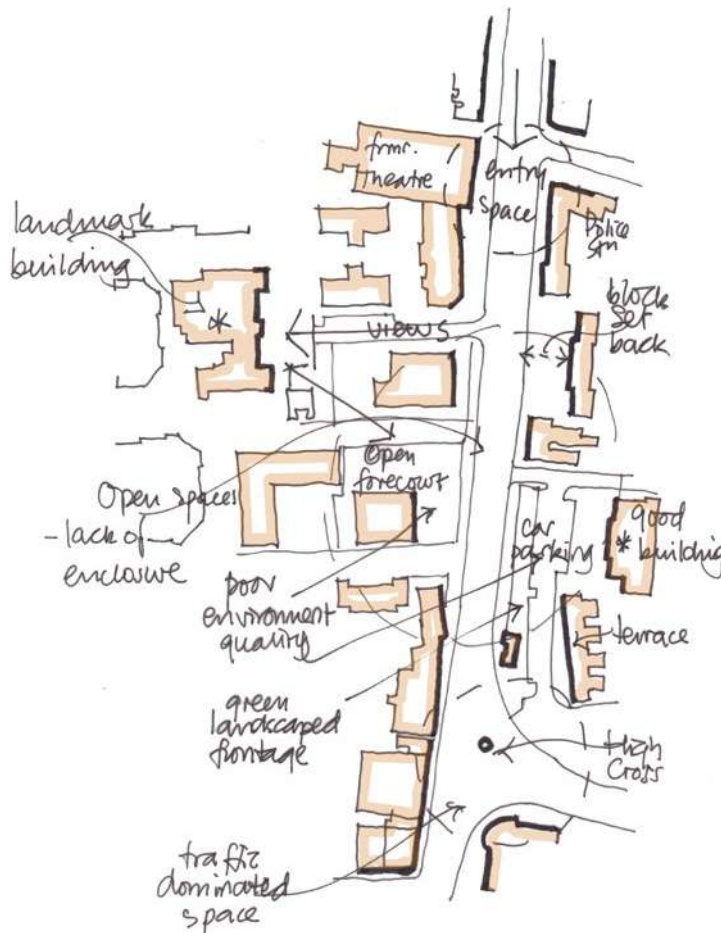 frmr.
Theatre
entry
space
Police
Stn
landmark
building
block
set
back
views
Open
forecourt
Open spaces
- lack of
enclosure
car
parking
good
building
poor
environment
quality
terrace
green
landscaped
frontage
High
Cross
traffic
dominated
space